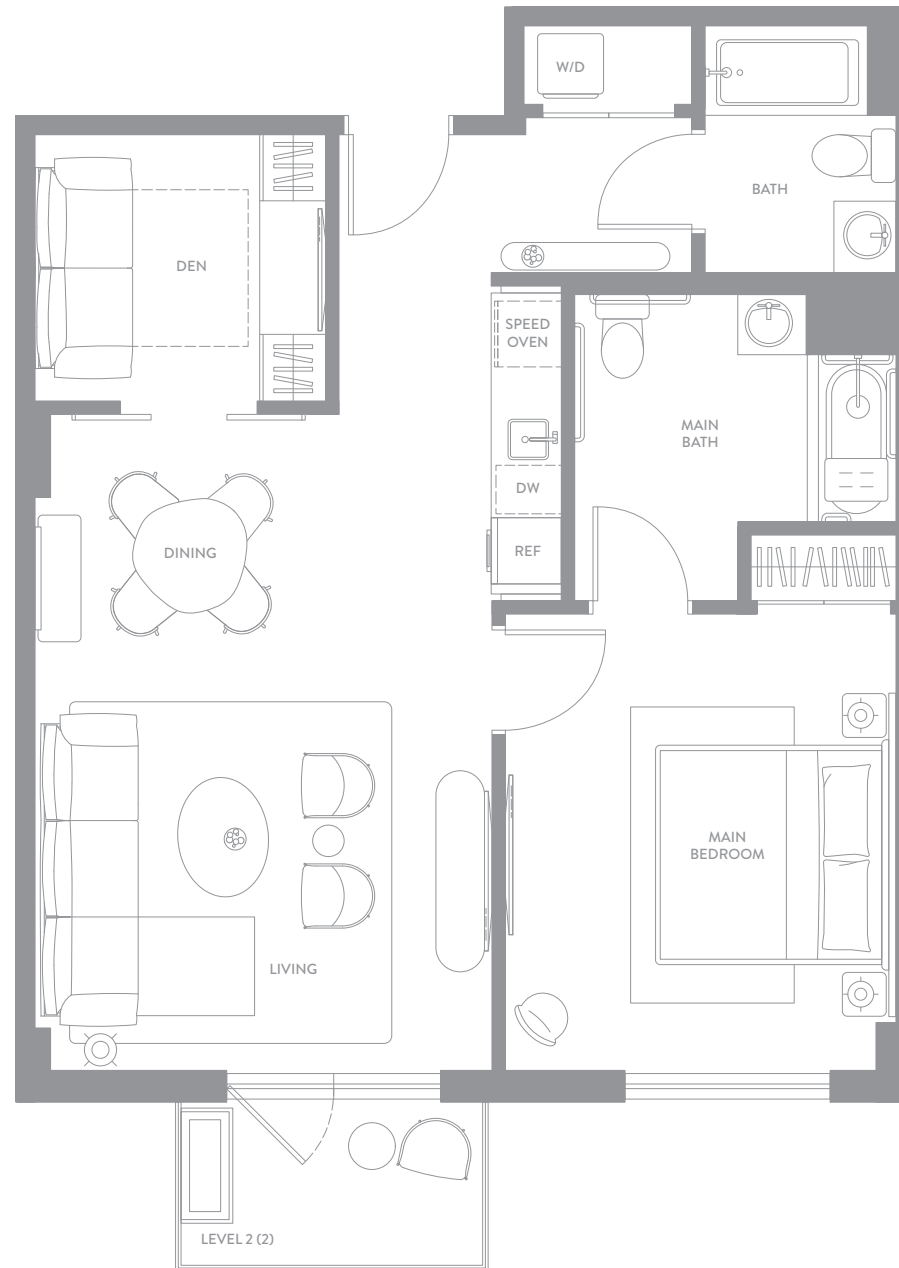 W/D
BATH
DEN
SPEED
OVEN
MAIN
BATH
DW
DINING
REF
MAIN
BEDROOM
LIVING
LEVEL 2 (2)